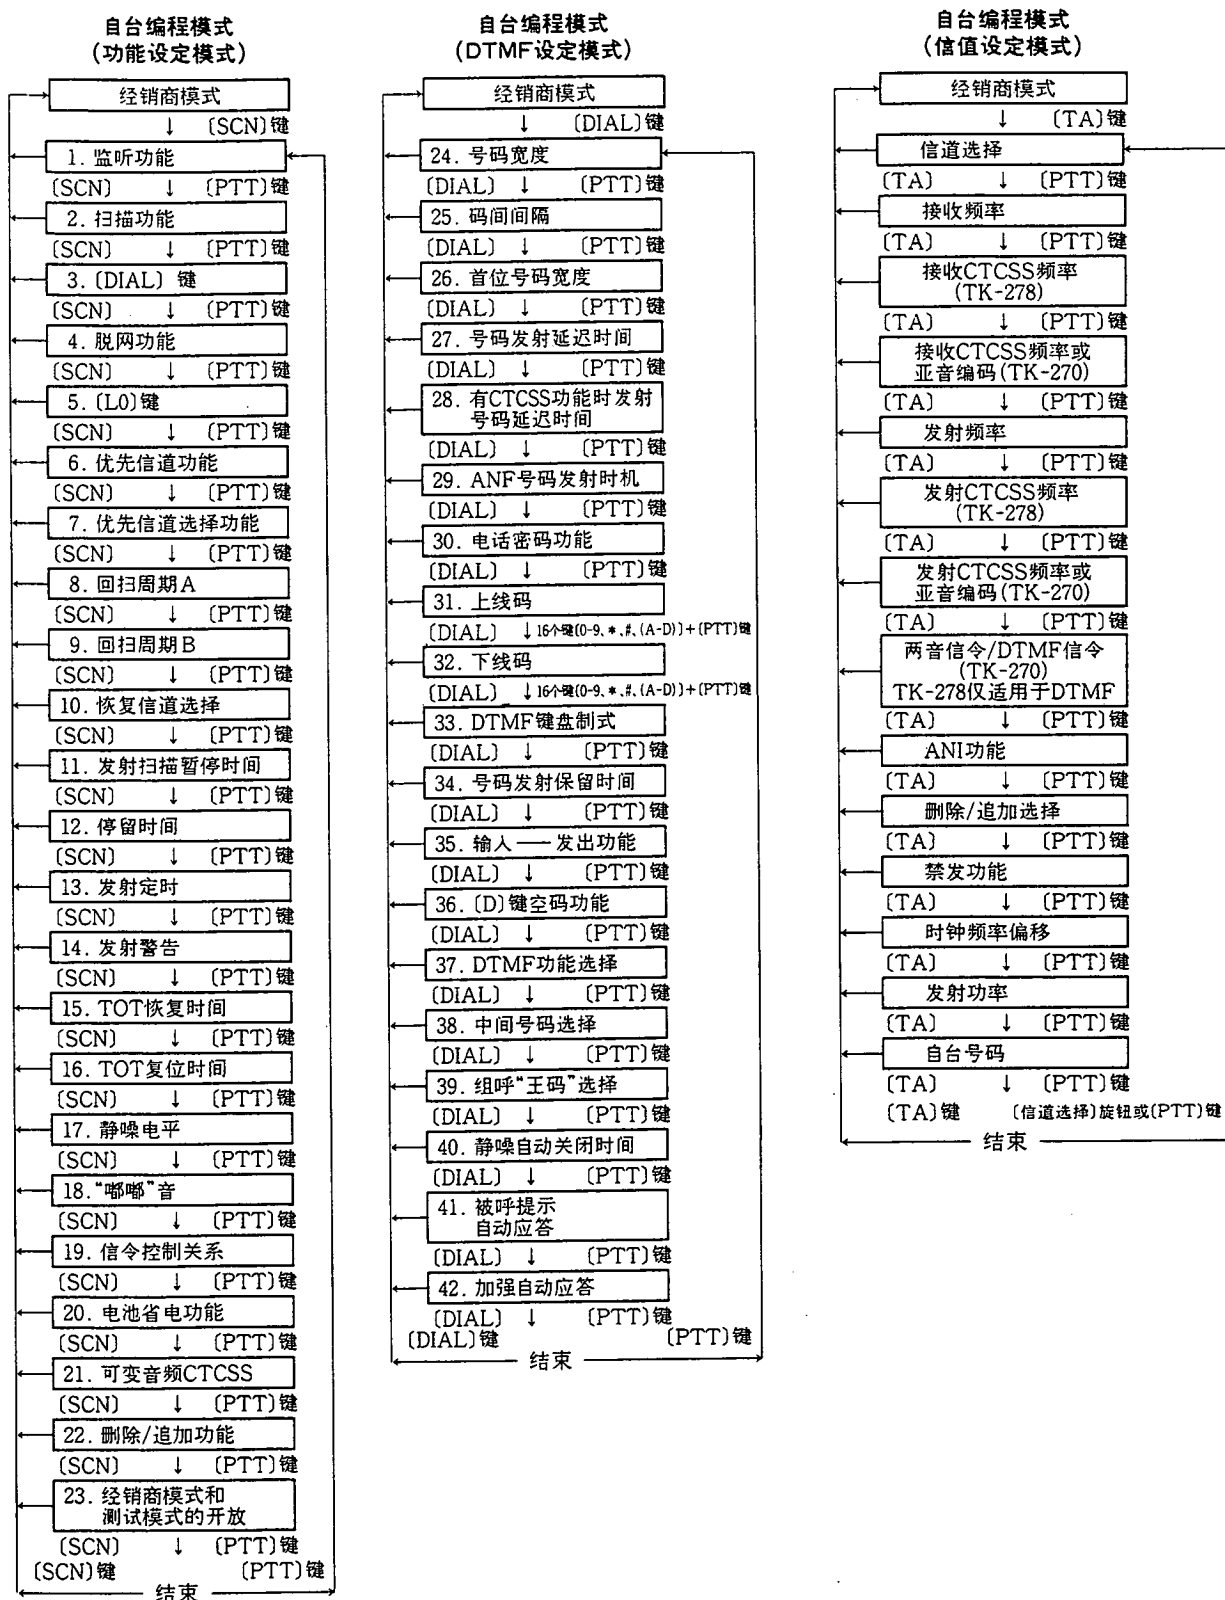 自台编程模式
(功能设定模式)
经销商模式
↓ 〔SCN〕键
1. 监听功能
〔SCN〕 ↓ 〔PTT〕键
2. 扫描功能
〔SCN〕 ↓ 〔PTT〕键
3. 〔DIAL〕键
〔SCN〕 ↓ 〔PTT〕键
4. 脱网功能
〔SCN〕 ↓ 〔PTT〕键
5. 〔L0〕键
〔SCN〕 ↓ 〔PTT〕键
6. 优先信道功能
〔SCN〕 ↓ 〔PTT〕键
7. 优先信道选择功能
〔SCN〕 ↓ 〔PTT〕键
8. 回扫周期A
〔SCN〕 ↓ 〔PTT〕键
9. 回扫周期B
〔SCN〕 ↓ 〔PTT〕键
10. 恢复信道选择
〔SCN〕 ↓ 〔PTT〕键
11. 发射扫描暂停时间
〔SCN〕 ↓ 〔PTT〕键
12. 停留时间
〔SCN〕 ↓ 〔PTT〕键
13. 发射定时
〔SCN〕 ↓ 〔PTT〕键
14. 发射警告
〔SCN〕 ↓ 〔PTT〕键
15. TOT恢复时间
〔SCN〕 ↓ 〔PTT〕键
16. TOT复位时间
〔SCN〕 ↓ 〔PTT〕键
17. 静噪电平
〔SCN〕 ↓ 〔PTT〕键
18.“嘟嘟”音
〔SCN〕 ↓ 〔PTT〕键
19. 信令控制关系
〔SCN〕 ↓ 〔PTT〕键
20. 电池省电功能
〔SCN〕 ↓ 〔PTT〕键
21. 可变音频CTCSS
〔SCN〕 ↓ 〔PTT〕键
22. 删除/追加功能
〔SCN〕 ↓ 〔PTT〕键
23. 经销商模式和
测试模式的开放
〔SCN〕 ↓ 〔PTT〕键
〔SCN〕键 〔PTT〕键
结束
自台编程模式
(DTMF设定模式)
经销商模式
↓ 〔DIAL〕键
24. 号码宽度
〔DIAL〕 ↓ 〔PTT〕键
25. 码间间隔
〔DIAL〕 ↓ 〔PTT〕键
26. 首位号码宽度
〔DIAL〕 ↓ 〔PTT〕键
27. 号码发射延迟时间
〔DIAL〕 ↓ 〔PTT〕键
28. 有CTCSS功能时发射
号码延迟时间
〔DIAL〕 ↓ 〔PTT〕键
29. ANF号码发射时机
〔DIAL〕 ↓ 〔PTT〕键
30. 电话密码功能
〔DIAL〕 ↓ 〔PTT〕键
31. 上线码
〔DIAL〕 ↓ 16个键(0-9、*、#、(A-D))+〔PTT〕键
32. 下线码
〔DIAL〕 ↓ 16个键(0-9、*、#、(A-D))+〔PTT〕键
33. DTMF键盘制式
〔DIAL〕 ↓ 〔PTT〕键
34. 号码发射保留时间
〔DIAL〕 ↓ 〔PTT〕键
35. 输入——发出功能
〔DIAL〕 ↓ 〔PTT〕键
36. 〔D〕键空码功能
〔DIAL〕 ↓ 〔PTT〕键
37. DTMF功能选择
〔DIAL〕 ↓ 〔PTT〕键
38. 中间号码选择
〔DIAL〕 ↓ 〔PTT〕键
39. 组呼“王码”选择
〔DIAL〕 ↓ 〔PTT〕键
40. 静噪自动关闭时间
〔DIAL〕 ↓ 〔PTT〕键
41. 被呼提示
自动应答
〔DIAL〕 ↓ 〔PTT〕键
42. 加强自动应答
〔DIAL〕 ↓ 〔PTT〕键
〔DIAL〕键 〔PTT〕键
结束
自台编程模式
(信值设定模式)
经销商模式
↓ 〔TA〕键
信道选择
〔TA〕 ↓ 〔PTT〕键
接收频率
〔TA〕 ↓ 〔PTT〕键
接收CTCSS频率
(TK-278)
〔TA〕 ↓ 〔PTT〕键
接收CTCSS频率或
亚音编码(TK-270)
〔TA〕 ↓ 〔PTT〕键
发射频率
〔TA〕 ↓ 〔PTT〕键
发射CTCSS频率
(TK-278)
〔TA〕 ↓ 〔PTT〕键
发射CTCSS频率或
亚音编码(TK-270)
〔TA〕 ↓ 〔PTT〕键
两音信令/DTMF信令
(TK-270)
TK-278仅适用于DTMF
〔TA〕 ↓ 〔PTT〕键
ANI功能
〔TA〕 ↓ 〔PTT〕键
删除/追加选择
〔TA〕 ↓ 〔PTT〕键
禁发功能
〔TA〕 ↓ 〔PTT〕键
时钟频率偏移
〔TA〕 ↓ 〔PTT〕键
发射功率
〔TA〕 ↓ 〔PTT〕键
自台号码
〔TA〕 ↓ 〔PTT〕键
〔TA〕键 〔信道选择〕旋钮或〔PTT〕键
结束